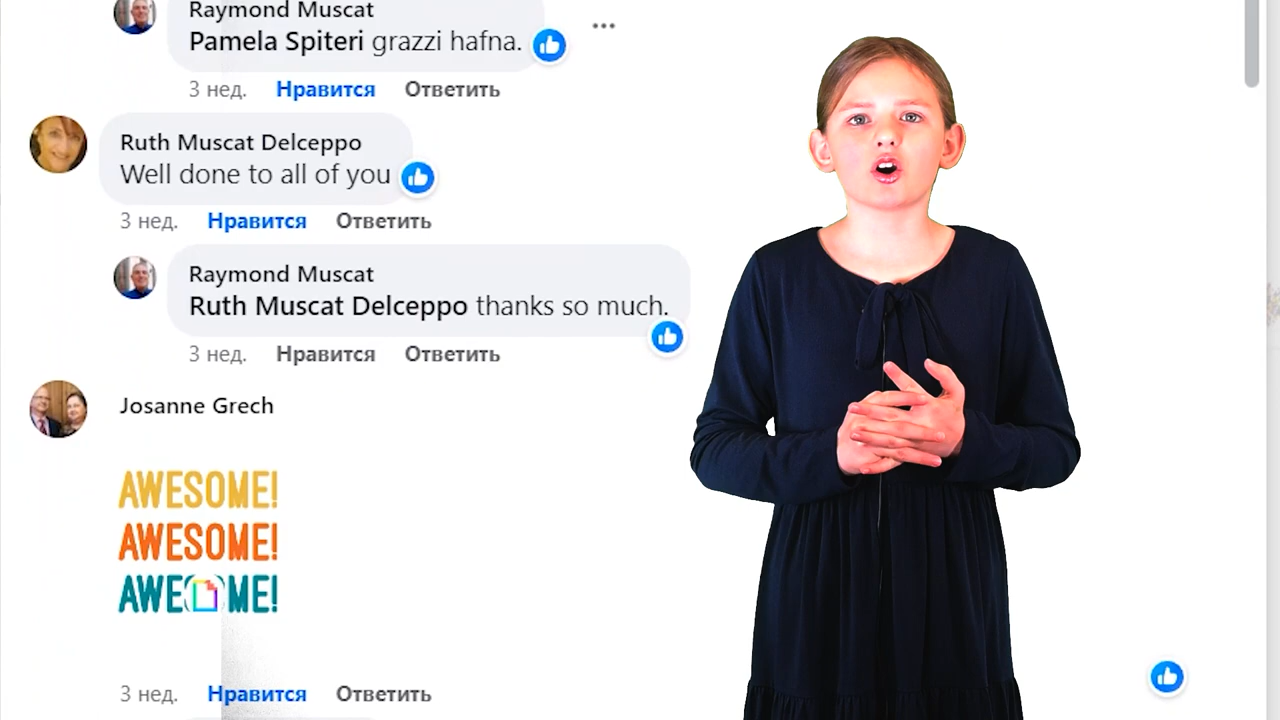 Raymond Muscat
Pamela Spiteri grazzi hafna.
3 нед. Нравится Ответить
Ruth Muscat Delceppo
Well done to all of you
3 нед. Нравится Ответить
Raymond Muscat
Ruth Muscat Delceppo thanks so much.
3 нед. Нравится Ответить
Josanne Grech
AWESOME!
AWESOME!
AWESOME!
3 нед. Нравится Ответить